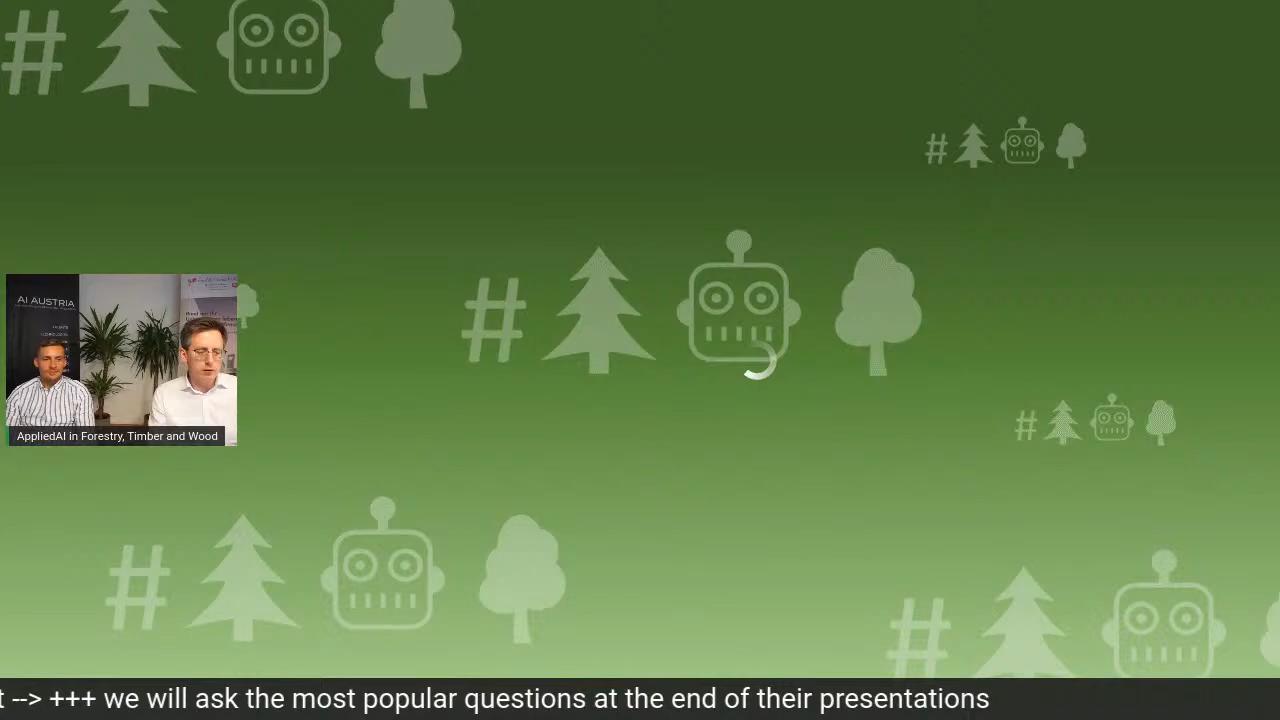 AI AUSTRIA
AppliedAI in Forestry, Timber and Wood
t --> +++ we will ask the most popular questions at the end of their presentations